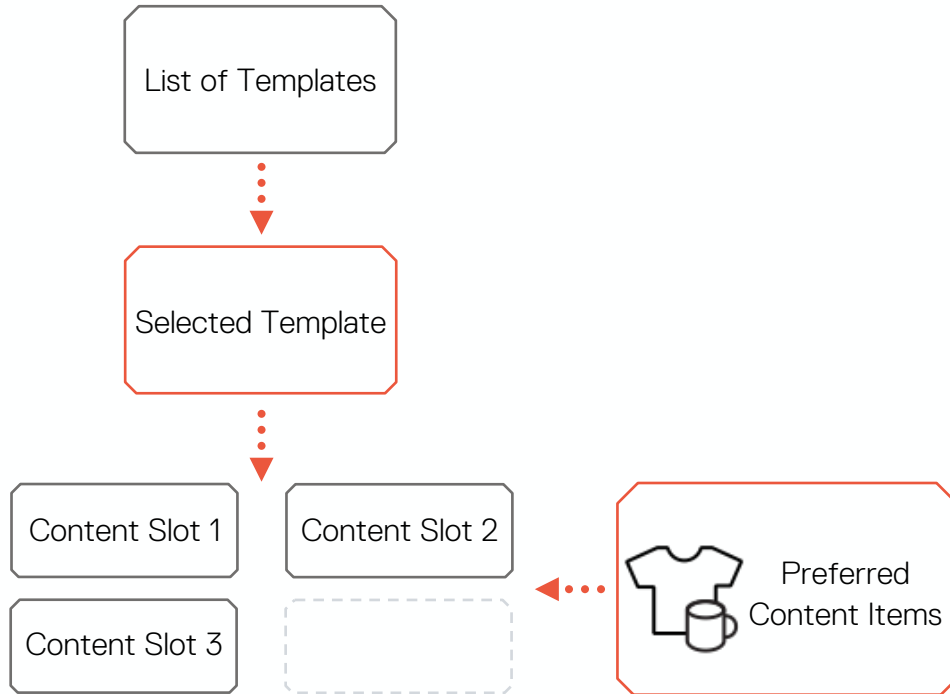 List of Templates
Selected Template
Content Slot 1
Content Slot 2
Content Slot 3
Preferred
Content Items